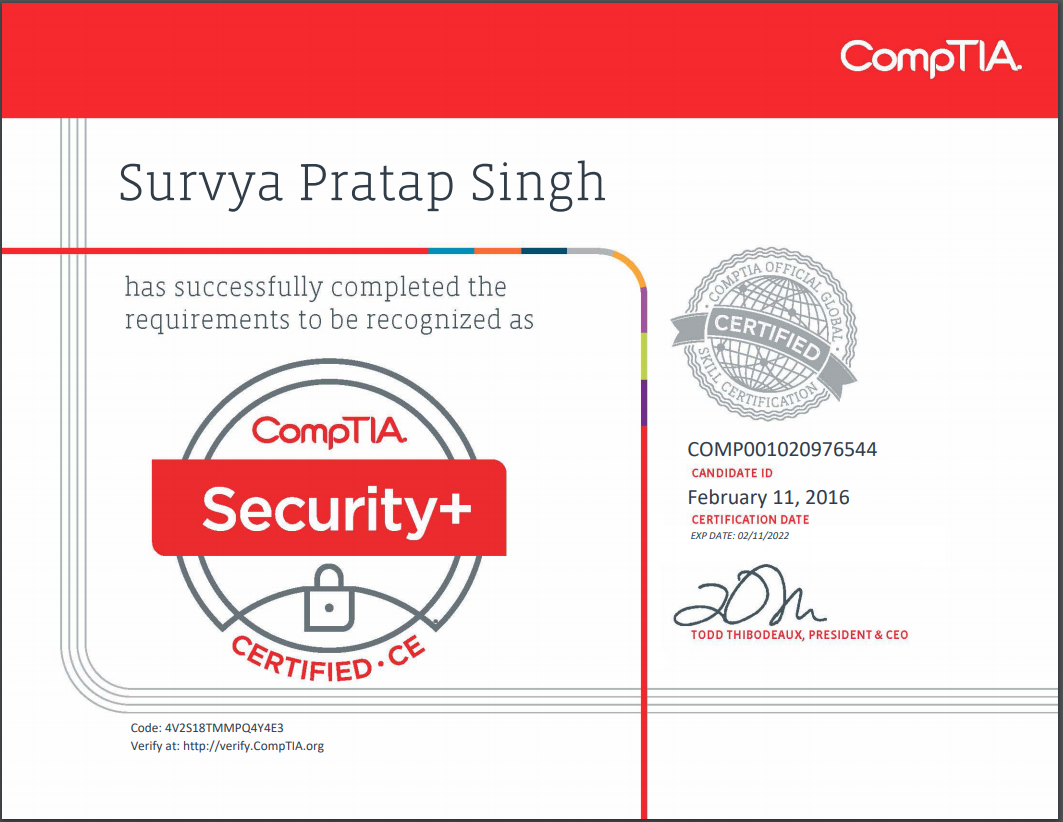 CompTIA.
Survya Pratap Singh
has successfully completed the
requirements to be recognized as
CompTIA.
Security+
CERTIFIED • CE
COMPTIA OFFICIAL GLOBAL
CERTIFIED
SKILL CERTIFICATION
COMP001020976544
CANDIDATE ID
February 11, 2016
CERTIFICATION DATE
EXP DATE: 02/11/2022
TODD THIBODEAUX, PRESIDENT & CEO
Code: 4V2S18TMMPQ4Y4E3
Verify at: http://verify.CompTIA.org